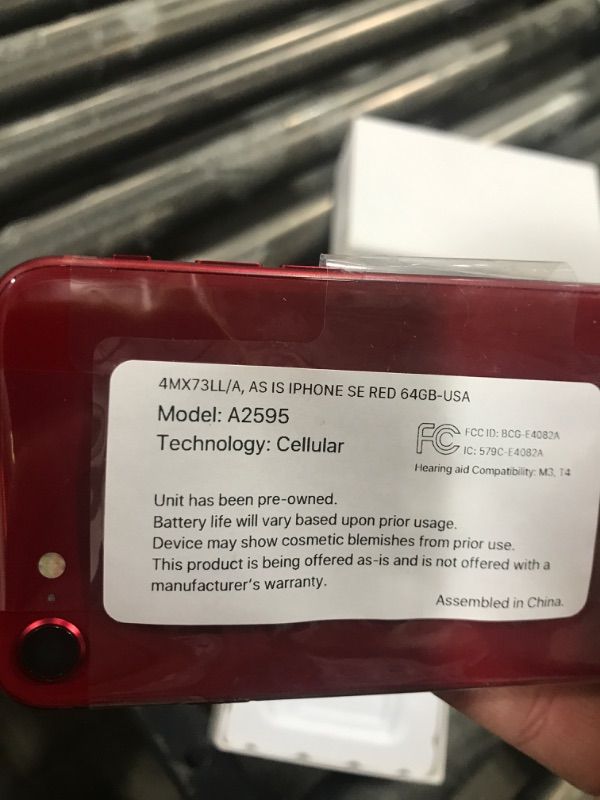 4MX73LL/A, AS IS IPHONE SE RED 64GB-USA
Model: A2595
Technology: Cellular
FC FCC ID: BCG-E4082A
IC: 579C-E4082A
Hearing aid Compatibility: M3, T4
Unit has been pre-owned.
Battery life will vary based upon prior usage.
Device may show cosmetic blemishes from prior use.
This product is being offered as-is and is not offered with a
manufacturer's warranty.
Assembled in China.